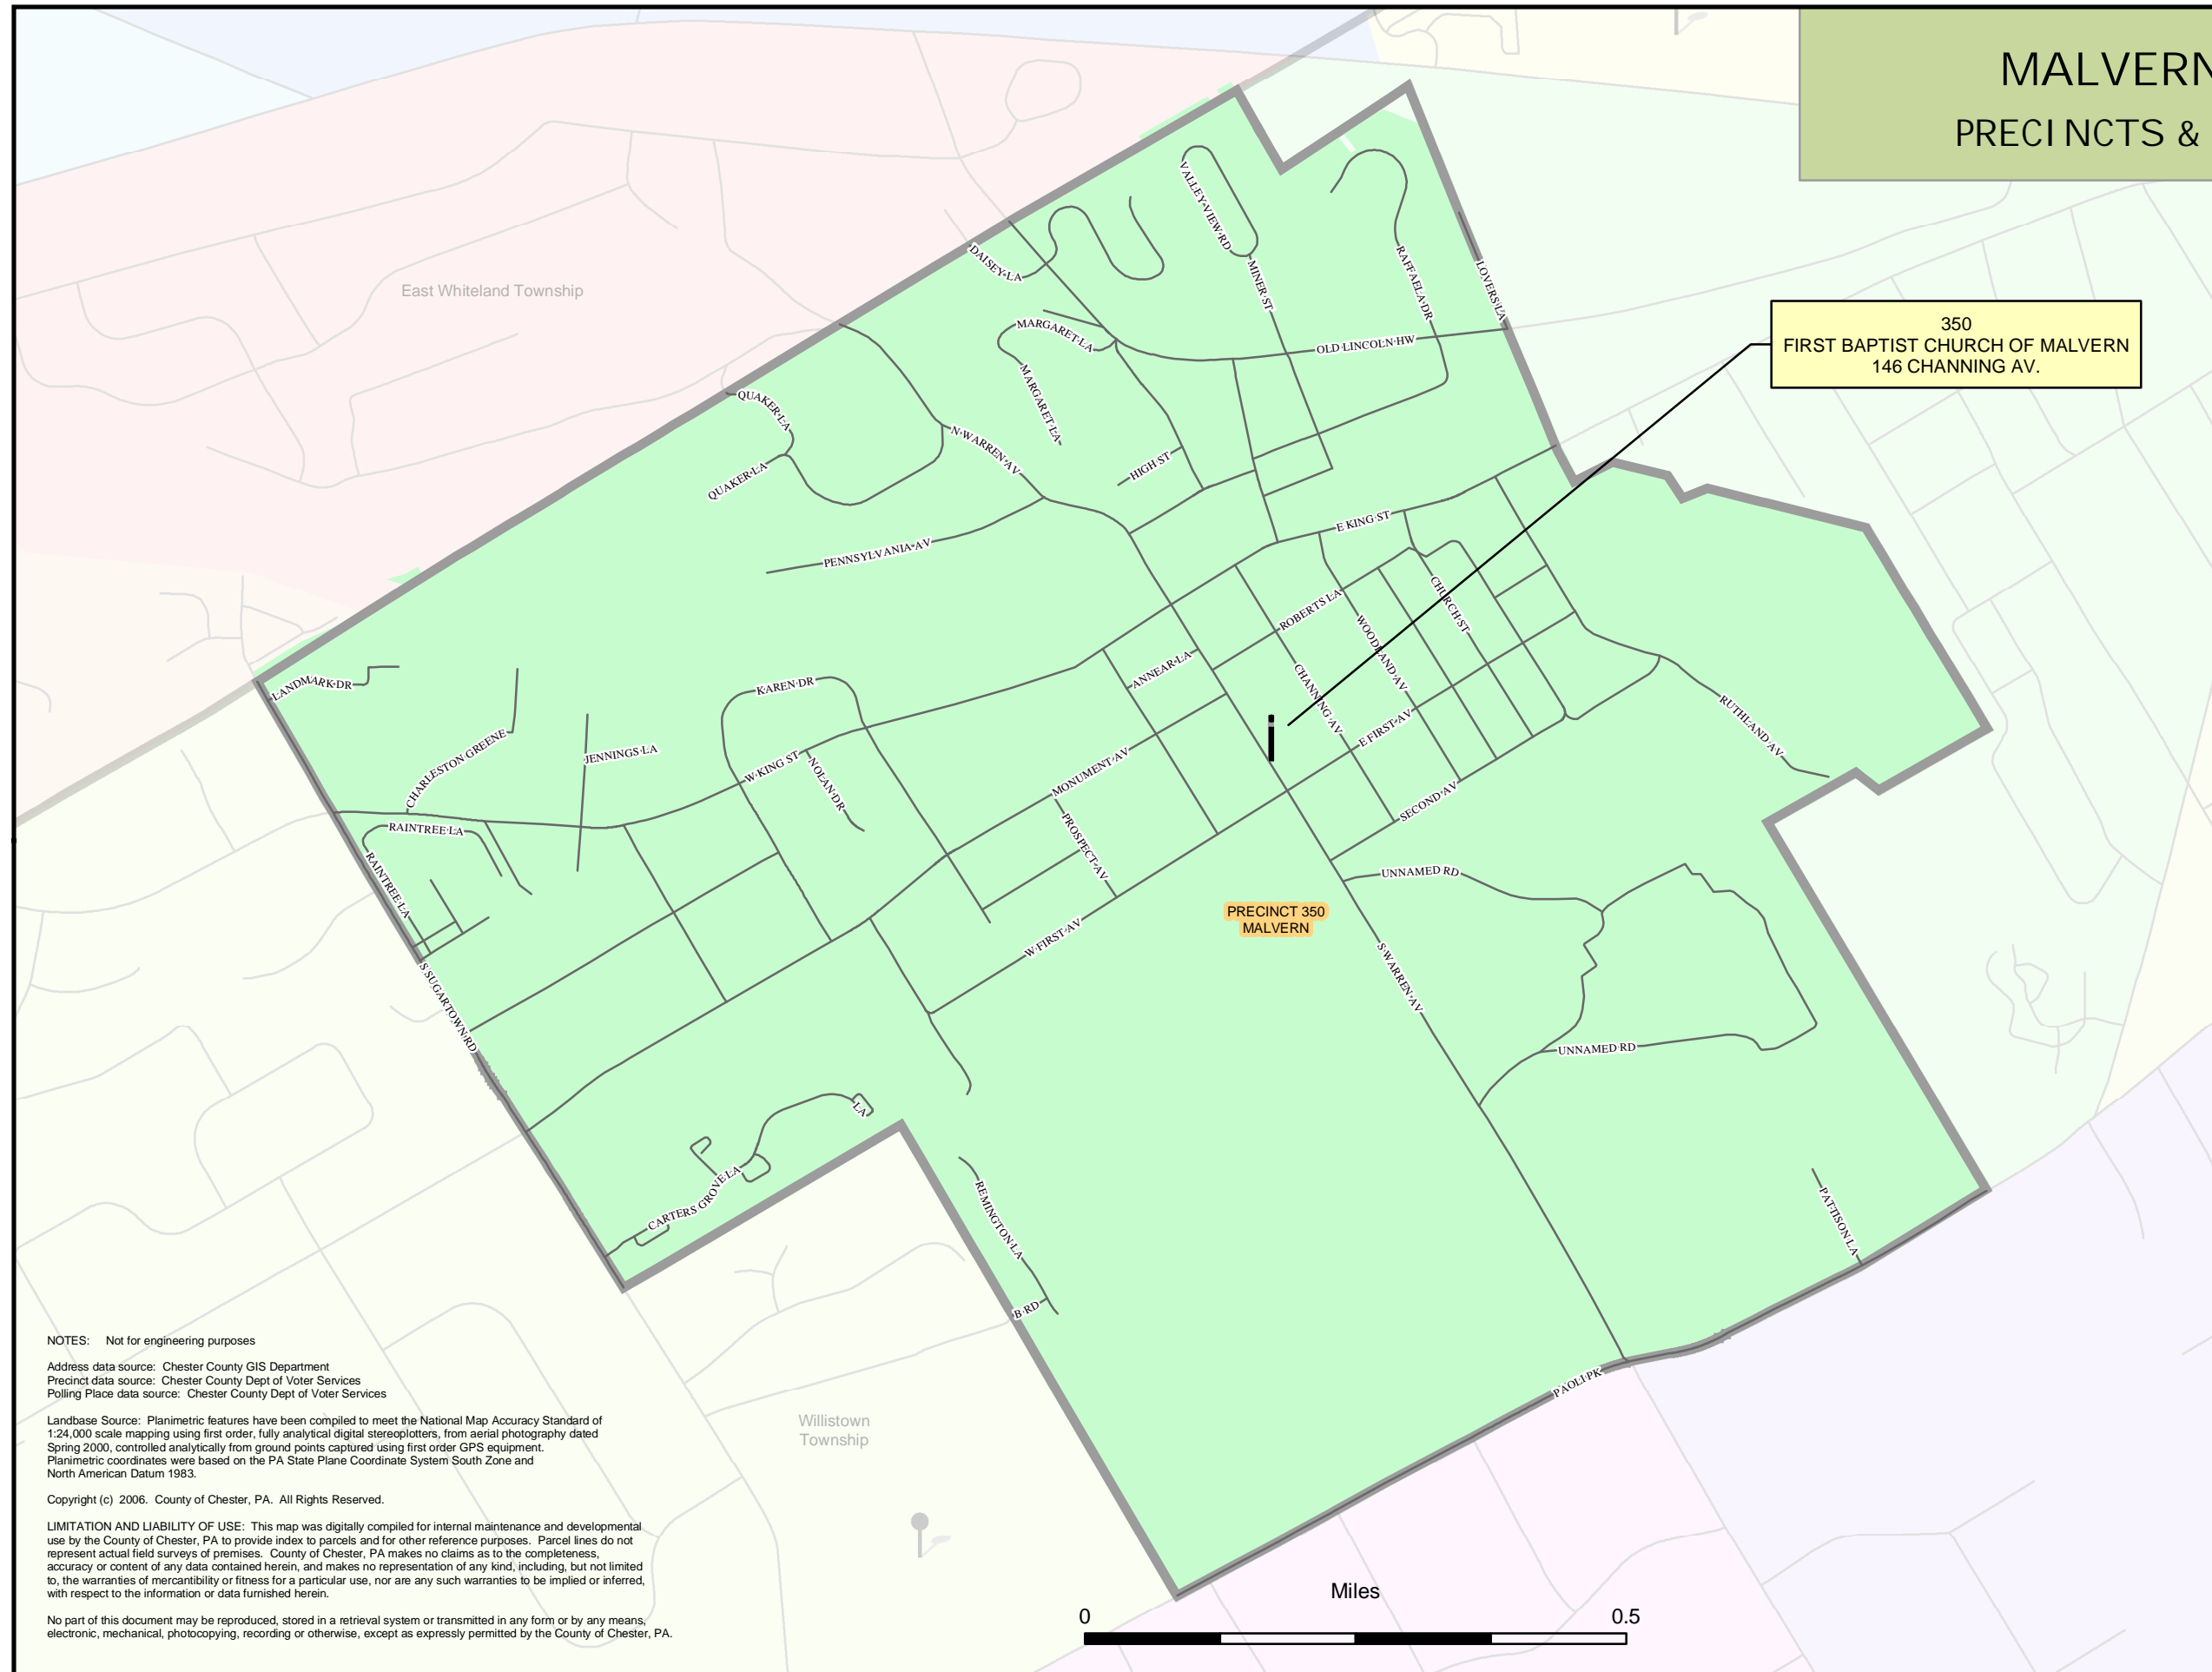 MALVERN
PRECINCTS &
350
FIRST BAPTIST CHURCH OF MALVERN
146 CHANNING AV.
East Whiteland Township
VALLEY VIEW RD
DAISEY LA
MINER ST
RAFFAELA DR
LOVERS LA
MARGARET LA
OLD LINCOLN HW
MARGARET LA
QUAKER LA
N WARREN AV
HIGH ST
QUAKER LA
E KING ST
PENNSYLVANIA AV
CHURCH ST
ROBERTS LA
WOODLAND AV
ANNEAR LA
LANDMARK DR
KAREN DR
CHANNING AV
E FIRST AV
RUTHLAND AV
CHARLESTON GREENE
JENNINGS LA
W KING ST
NOLAN DR
MONUMENT AV
SECOND AV
RAINTREE LA
PROSPECT AV
RAINTREE LA
UNNAMED RD
PRECINCT 350
MALVERN
W FIRST AV
S WARREN AV
S SUGARTOWN RD
UNNAMED RD
LA
CARTERS GROVE LA
REMINGTON LA
PATTISON LA
B RD
PAOLI PK
Willistown
Township
NOTES: Not for engineering purposes
Address data source: Chester County GIS Department
Precinct data source: Chester County Dept of Voter Services
Polling Place data source: Chester County Dept of Voter Services
Landbase Source: Planimetric features have been compiled to meet the National Map Accuracy Standard of
1:24,000 scale mapping using first order, fully analytical digital stereoplotters, from aerial photography dated
Spring 2000, controlled analytically from ground points captured using first order GPS equipment.
Planimetric coordinates were based on the PA State Plane Coordinate System South Zone and
North American Datum 1983.
Copyright (c) 2006. County of Chester, PA. All Rights Reserved.
LIMITATION AND LIABILITY OF USE: This map was digitally compiled for internal maintenance and developmental
use by the County of Chester, PA to provide index to parcels and for other reference purposes. Parcel lines do not
represent actual field surveys of premises. County of Chester, PA makes no claims as to the completeness,
accuracy or content of any data contained herein, and makes no representation of any kind, including, but not limited
to, the warranties of mercantibility or fitness for a particular use, nor are any such warranties to be implied or inferred,
with respect to the information or data furnished herein.
No part of this document may be reproduced, stored in a retrieval system or transmitted in any form or by any means,
electronic, mechanical, photocopying, recording or otherwise, except as expressly permitted by the County of Chester, PA.
Miles
0 0.5